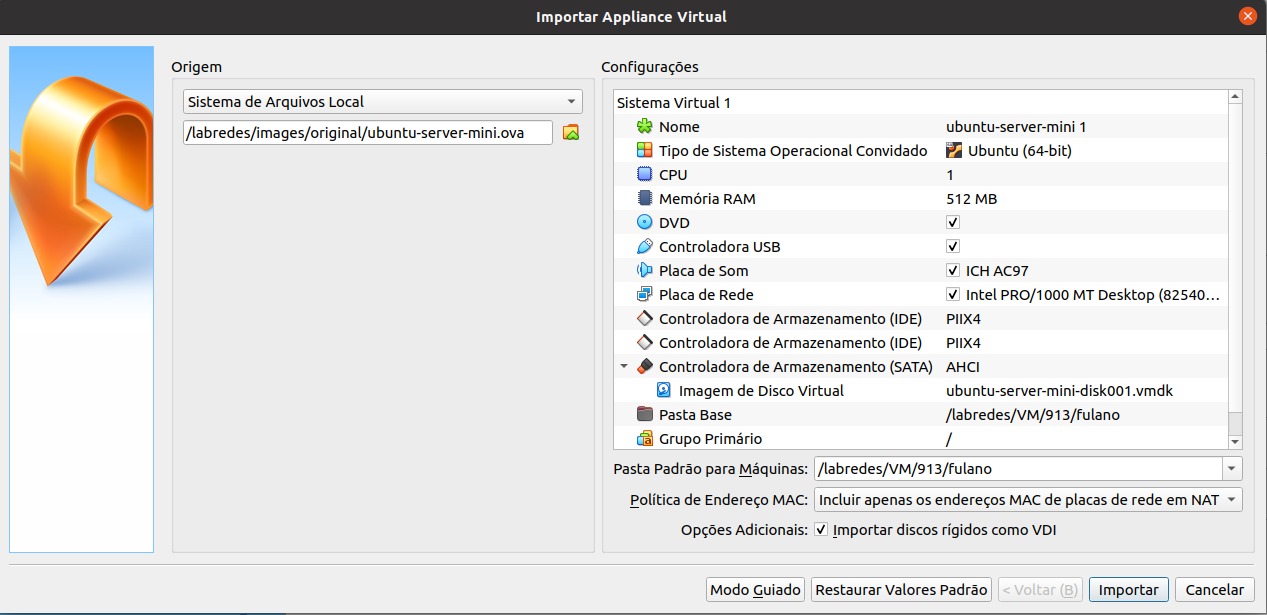 Importar Appliance Virtual
Origem
Sistema de Arquivos Local
/labredes/images/original/ubuntu-server-mini.ova
Configurações
Sistema Virtual 1
Nome ubuntu-server-mini 1
Tipo de Sistema Operacional Convidado Ubuntu (64-bit)
CPU 1
Memória RAM 512 MB
DVD
Controladora USB
Placa de Som ICH AC97
Placa de Rede Intel PRO/1000 MT Desktop (82540...
Controladora de Armazenamento (IDE) PIIX4
Controladora de Armazenamento (IDE) PIIX4
Controladora de Armazenamento (SATA) AHCI
Imagem de Disco Virtual ubuntu-server-mini-disk001.vmdk
Pasta Base /labredes/VM/913/fulano
Grupo Primário /
Pasta Padrão para Máquinas: /labredes/VM/913/fulano
Política de Endereço MAC: Incluir apenas os endereços MAC de placas de rede em NAT
Opções Adicionais: Importar discos rígidos como VDI
Modo Guiado Restaurar Valores Padrão < Voltar (B) Importar Cancelar